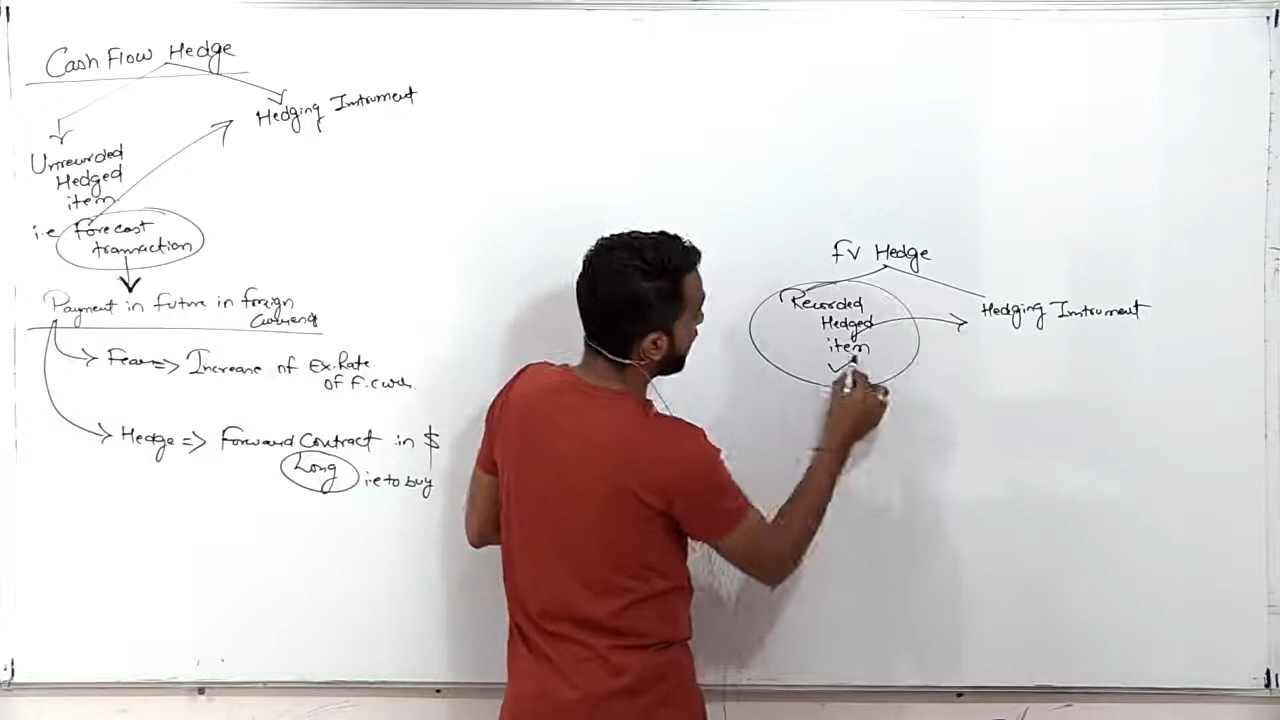 Cash Flow Hedge
Hedging Instrument
Unrecorded
Hedged
item
i.e Forecast
transaction
Payment in future in foreign
currency
Fear => Increase of Ex. Rate
of F. curr.
Hedge => Forward Contract in $
Long i.e to buy
FV Hedge
Recorded
Hedged
item
Hedging Instrument